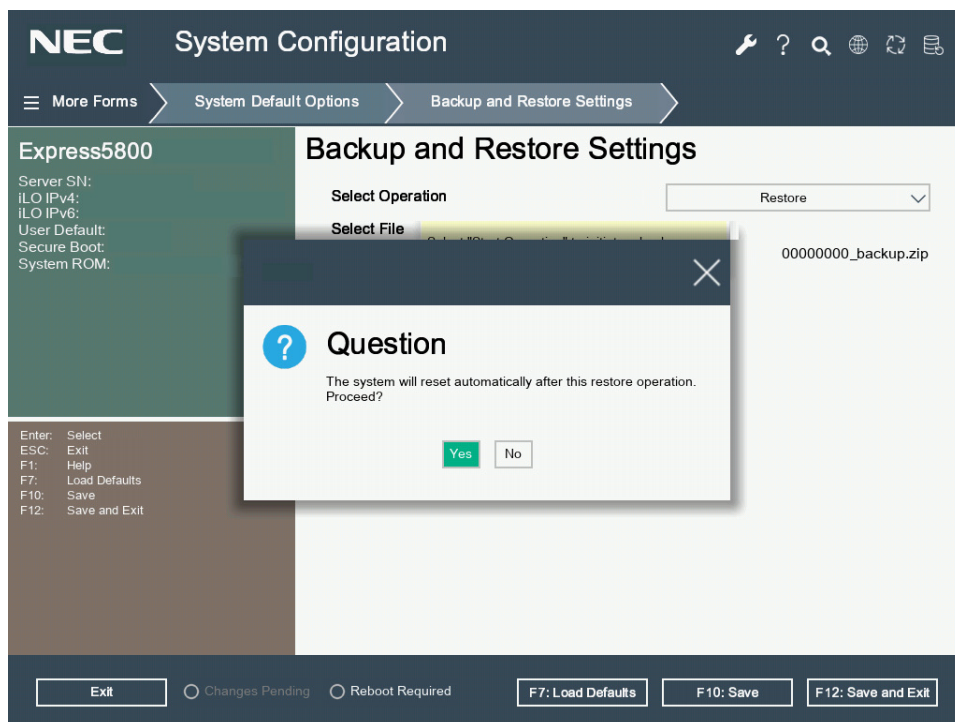 NEC System Configuration
More Forms System Default Options Backup and Restore Settings
Express5800
Server SN:
iLO IPv4:
iLO IPv6:
User Default:
Secure Boot:
System ROM:
Backup and Restore Settings
Select Operation Restore
Select File
00000000_backup.zip
Question
The system will reset automatically after this restore operation.
Proceed?
Yes No
Enter: Select
ESC: Exit
F1: Help
F7: Load Defaults
F10: Save
F12: Save and Exit
Exit Changes Pending Reboot Required F7: Load Defaults F10: Save F12: Save and Exit